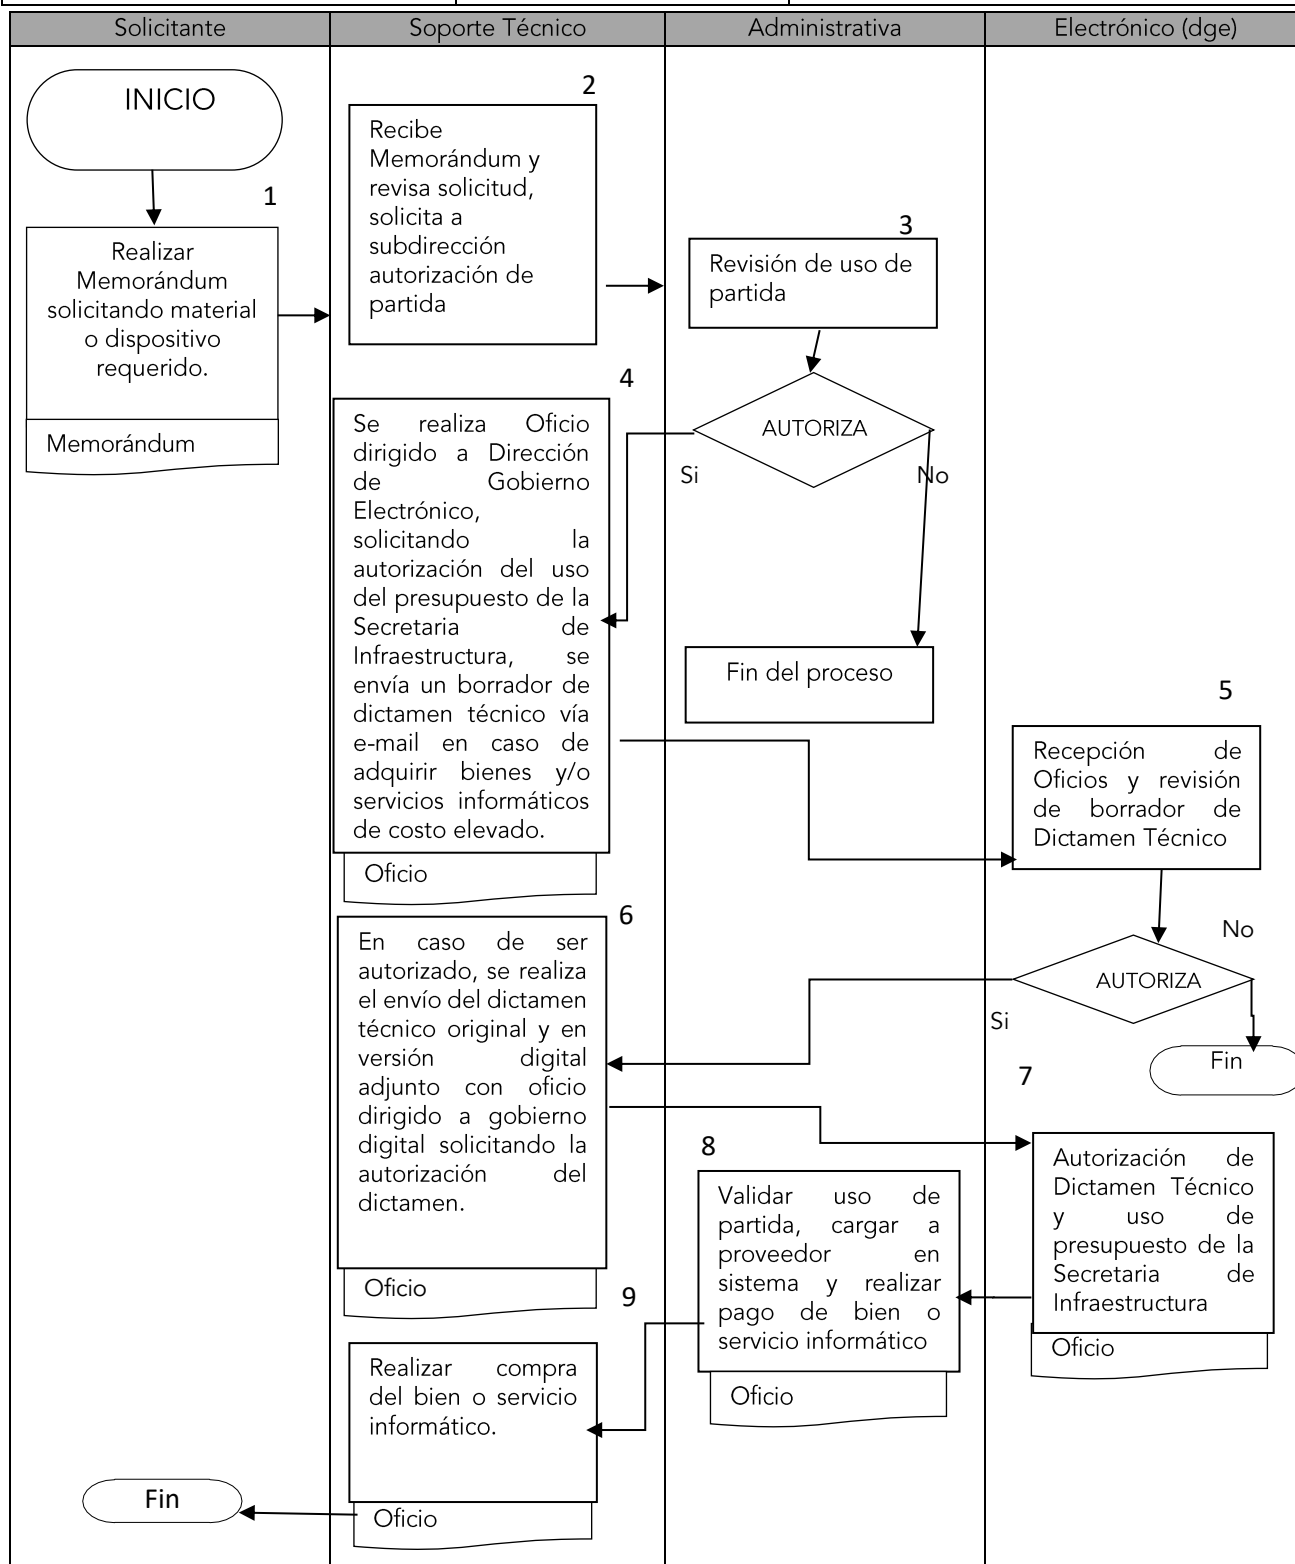 Solicitante
Soporte Técnico
Administrativa
Electrónico (dge)
INICIO
1
Realizar
Memorándum
solicitando material
o dispositivo
requerido.
Memorándum
2
Recibe
Memorándum y
revisa solicitud,
solicita a
subdirección
autorización de
partida
3
Revisión de uso de
partida
AUTORIZA
Si
No
Fin del proceso
4
Se realiza Oficio
dirigido a Dirección
de Gobierno
Electrónico,
solicitando la
autorización del uso
del presupuesto de la
Secretaria de
Infraestructura, se
envía un borrador de
dictamen técnico vía
e-mail en caso de
adquirir bienes y/o
servicios informáticos
de costo elevado.
Oficio
5
Recepción de
Oficios y revisión
de borrador de
Dictamen Técnico
AUTORIZA
No
Si
Fin
6
En caso de ser
autorizado, se realiza
el envío del dictamen
técnico original y en
versión digital
adjunto con oficio
dirigido a gobierno
digital solicitando la
autorización del
dictamen.
Oficio
7
Autorización de
Dictamen Técnico
y uso de
presupuesto de la
Secretaria de
Infraestructura
Oficio
8
Validar uso de
partida, cargar a
proveedor en
sistema y realizar
pago de bien o
servicio informático
Oficio
9
Realizar compra
del bien o servicio
informático.
Oficio
Fin